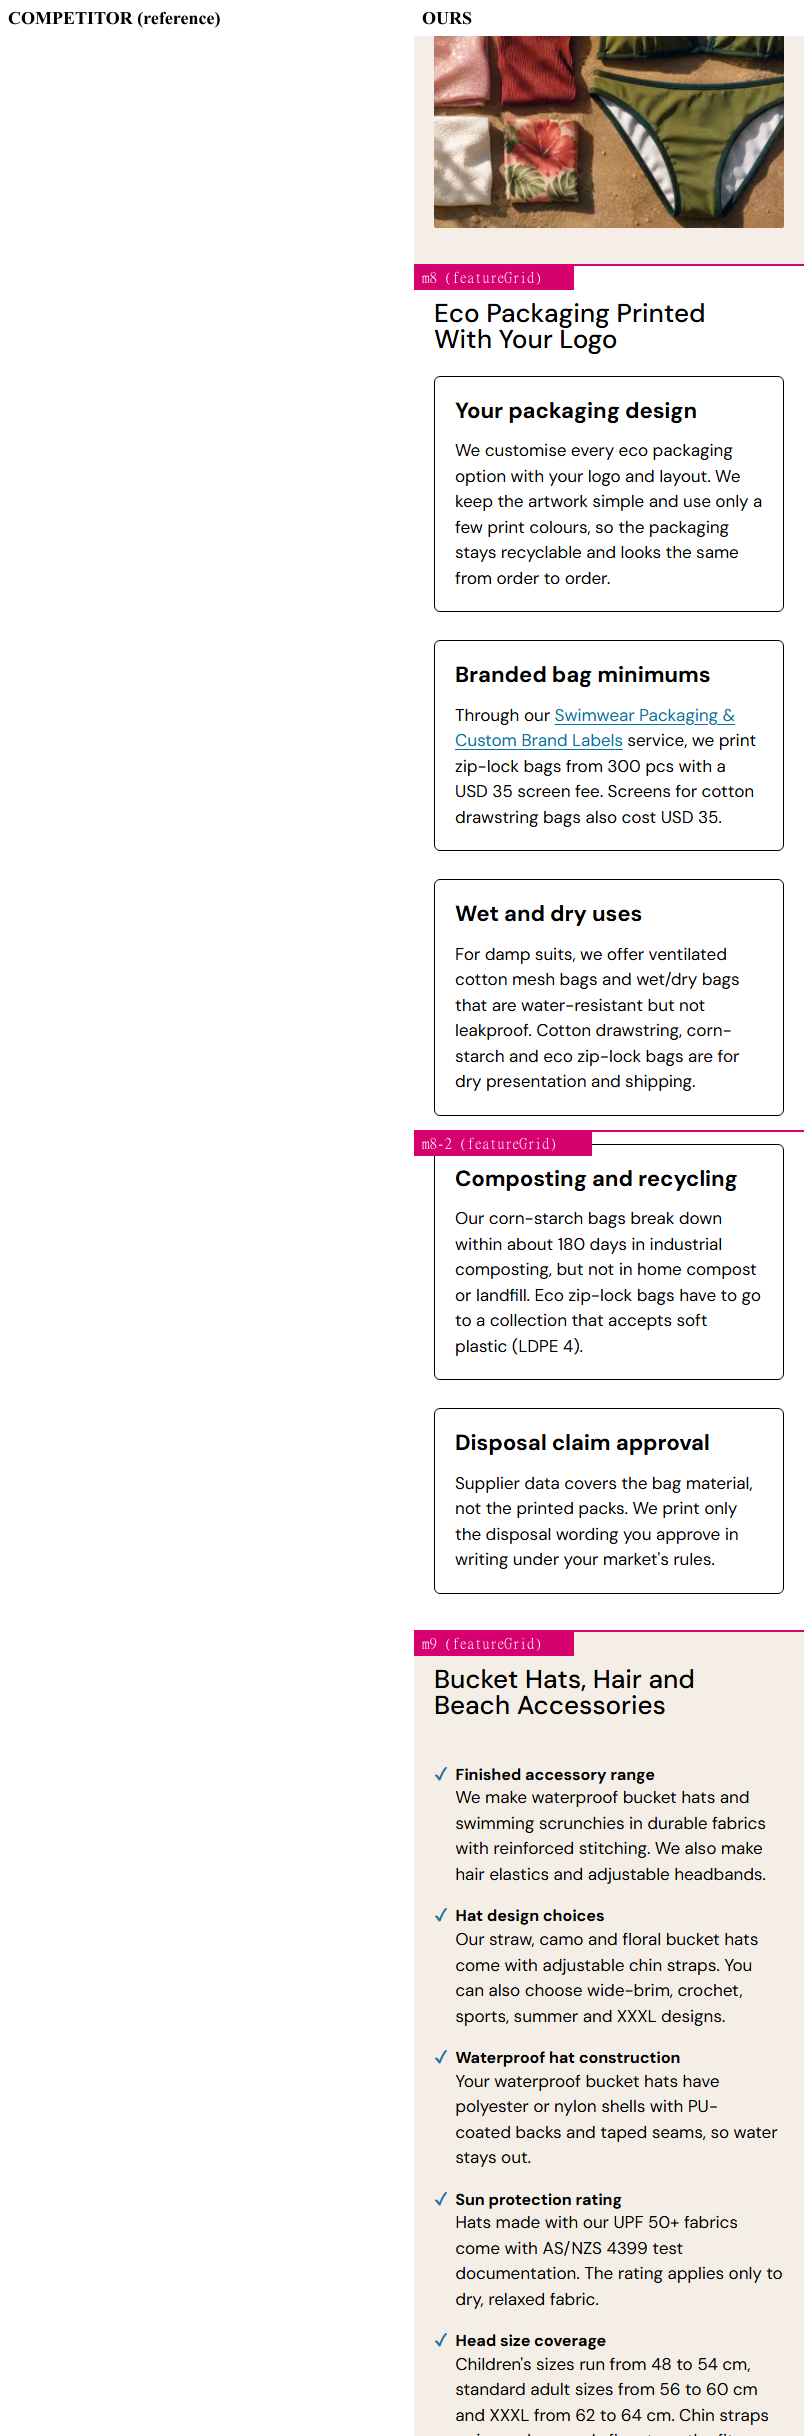 COMPETITOR (reference)
OURS
m8 (featureGrid)
Eco Packaging Printed
With Your Logo
Your packaging design
We customise every eco packaging
option with your logo and layout. We
keep the artwork simple and use only a
few print colours, so the packaging
stays recyclable and looks the same
from order to order.
Branded bag minimums
Through our Swimwear Packaging &
Custom Brand Labels service, we print
zip-lock bags from 300 pcs with a
USD 35 screen fee. Screens for cotton
drawstring bags also cost USD 35.
Wet and dry uses
For damp suits, we offer ventilated
cotton mesh bags and wet/dry bags
that are water-resistant but not
leakproof. Cotton drawstring, corn-
starch and eco zip-lock bags are for
dry presentation and shipping.
m8-2 (featureGrid)
Composting and recycling
Our corn-starch bags break down
within about 180 days in industrial
composting, but not in home compost
or landfill. Eco zip-lock bags have to go
to a collection that accepts soft
plastic (LDPE 4).
Disposal claim approval
Supplier data covers the bag material,
not the printed packs. We print only
the disposal wording you approve in
writing under your market's rules.
m9 (featureGrid)
Bucket Hats, Hair and
Beach Accessories
✓ Finished accessory range
We make waterproof bucket hats and
swimming scrunchies in durable fabrics
with reinforced stitching. We also make
hair elastics and adjustable headbands.
✓ Hat design choices
Our straw, camo and floral bucket hats
come with adjustable chin straps. You
can also choose wide-brim, crochet,
sports, summer and XXXL designs.
✓ Waterproof hat construction
Your waterproof bucket hats have
polyester or nylon shells with PU-
coated backs and taped seams, so water
stays out.
✓ Sun protection rating
Hats made with our UPF 50+ fabrics
come with AS/NZS 4399 test
documentation. The rating applies only to
dry, relaxed fabric.
✓ Head size coverage
Children's sizes run from 48 to 54 cm,
standard adult sizes from 56 to 60 cm
and XXXL from 62 to 64 cm. Chin straps